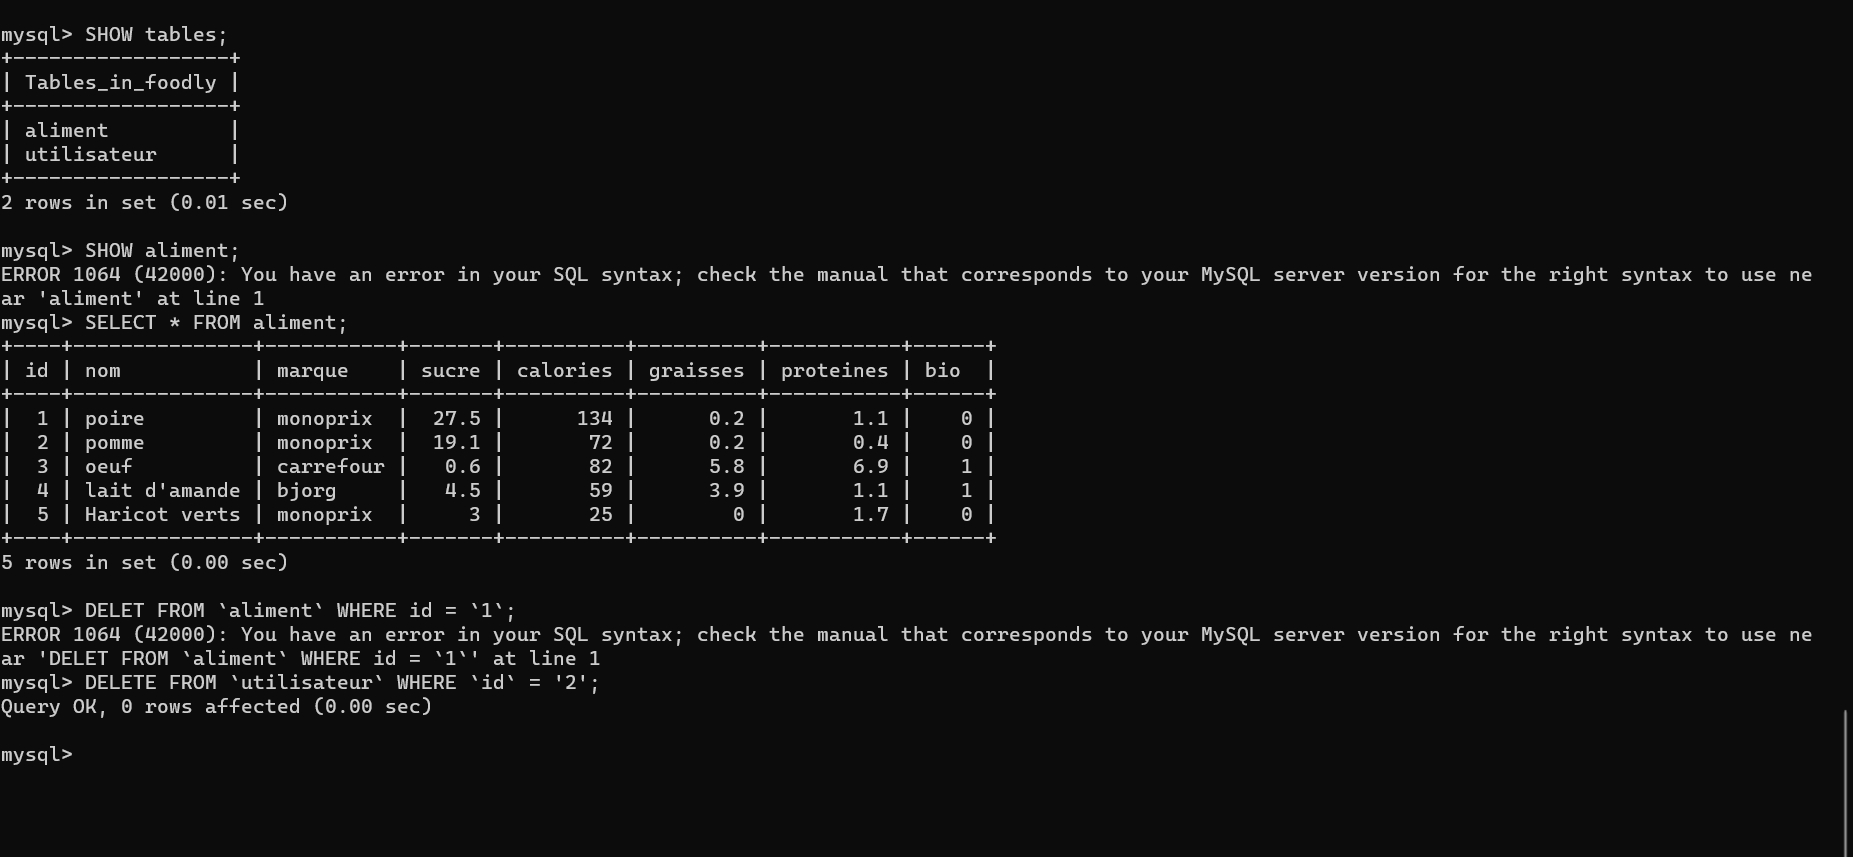 mysql> SHOW tables;
+------------------+
| Tables_in_foodly |
+------------------+
| aliment          |
| utilisateur      |
+------------------+
2 rows in set (0.01 sec)
mysql> SHOW aliment;
ERROR 1064 (42000): You have an error in your SQL syntax; check the manual that corresponds to your MySQL server version for the right syntax to use ne
ar 'aliment' at line 1
mysql> SELECT * FROM aliment;
+----+---------------+-----------+-------+----------+----------+-----------+------+
| id | nom           | marque    | sucre | calories | graisses | proteines | bio  |
+----+---------------+-----------+-------+----------+----------+-----------+------+
|  1 | poire         | monoprix  |  27.5 |      134 |      0.2 |       1.1 |    0 |
|  2 | pomme         | monoprix  |  19.1 |       72 |      0.2 |       0.4 |    0 |
|  3 | oeuf          | carrefour |   0.6 |       82 |      5.8 |       6.9 |    1 |
|  4 | lait d'amande | bjorg     |   4.5 |       59 |      3.9 |       1.1 |    1 |
|  5 | Haricot verts | monoprix  |     3 |       25 |        0 |       1.7 |    0 |
+----+---------------+-----------+-------+----------+----------+-----------+------+
5 rows in set (0.00 sec)
mysql> DELET FROM `aliment` WHERE id = `1`;
ERROR 1064 (42000): You have an error in your SQL syntax; check the manual that corresponds to your MySQL server version for the right syntax to use ne
ar 'DELET FROM `aliment` WHERE id = `1`' at line 1
mysql> DELETE FROM `utilisateur` WHERE `id` = '2';
Query OK, 0 rows affected (0.00 sec)
mysql>